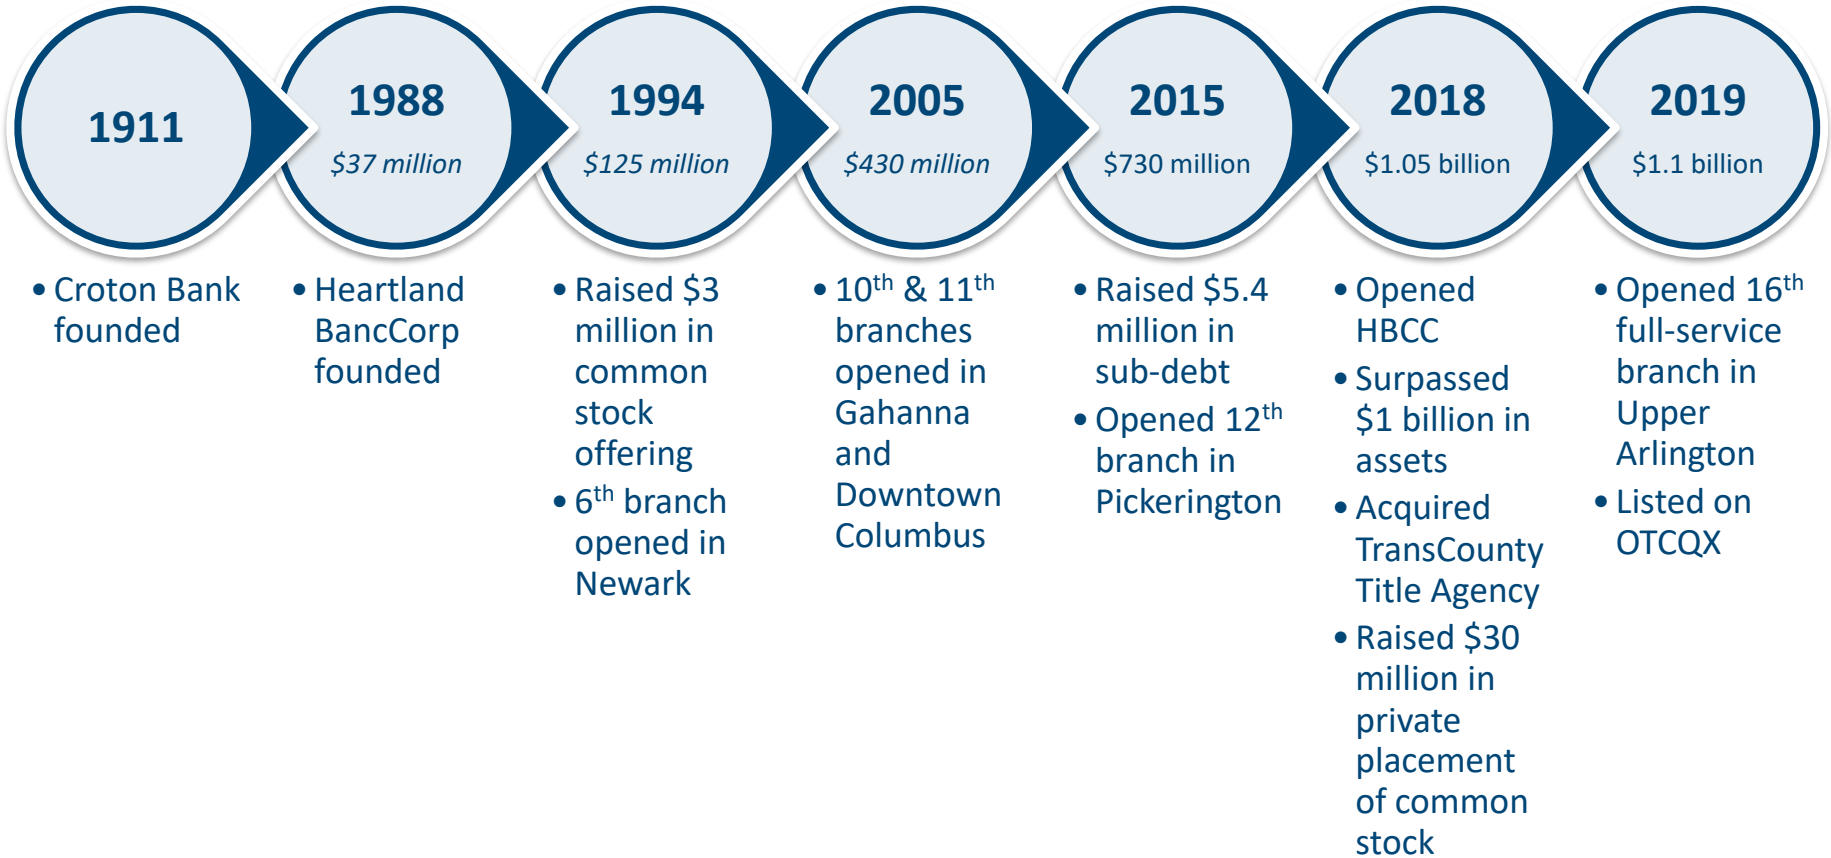 1911
• Croton Bank
founded
1988
$37 million
• Heartland
BancCorp
founded
1994
$125 million
• Raised $3
million in
common
stock
offering
• 6th branch
opened in
Newark
2005
$430 million
• 10th & 11th
branches
opened in
Gahanna
and
Downtown
Columbus
2015
$730 million
• Raised $5.4
million in
sub-debt
• Opened 12th
branch in
Pickerington
2018
$1.05 billion
• Opened
HBCC
• Surpassed
$1 billion in
assets
• Acquired
TransCounty
Title Agency
• Raised $30
million in
private
placement
of common
stock
2019
$1.1 billion
• Opened 16th
full-service
branch in
Upper
Arlington
• Listed on
OTCQX